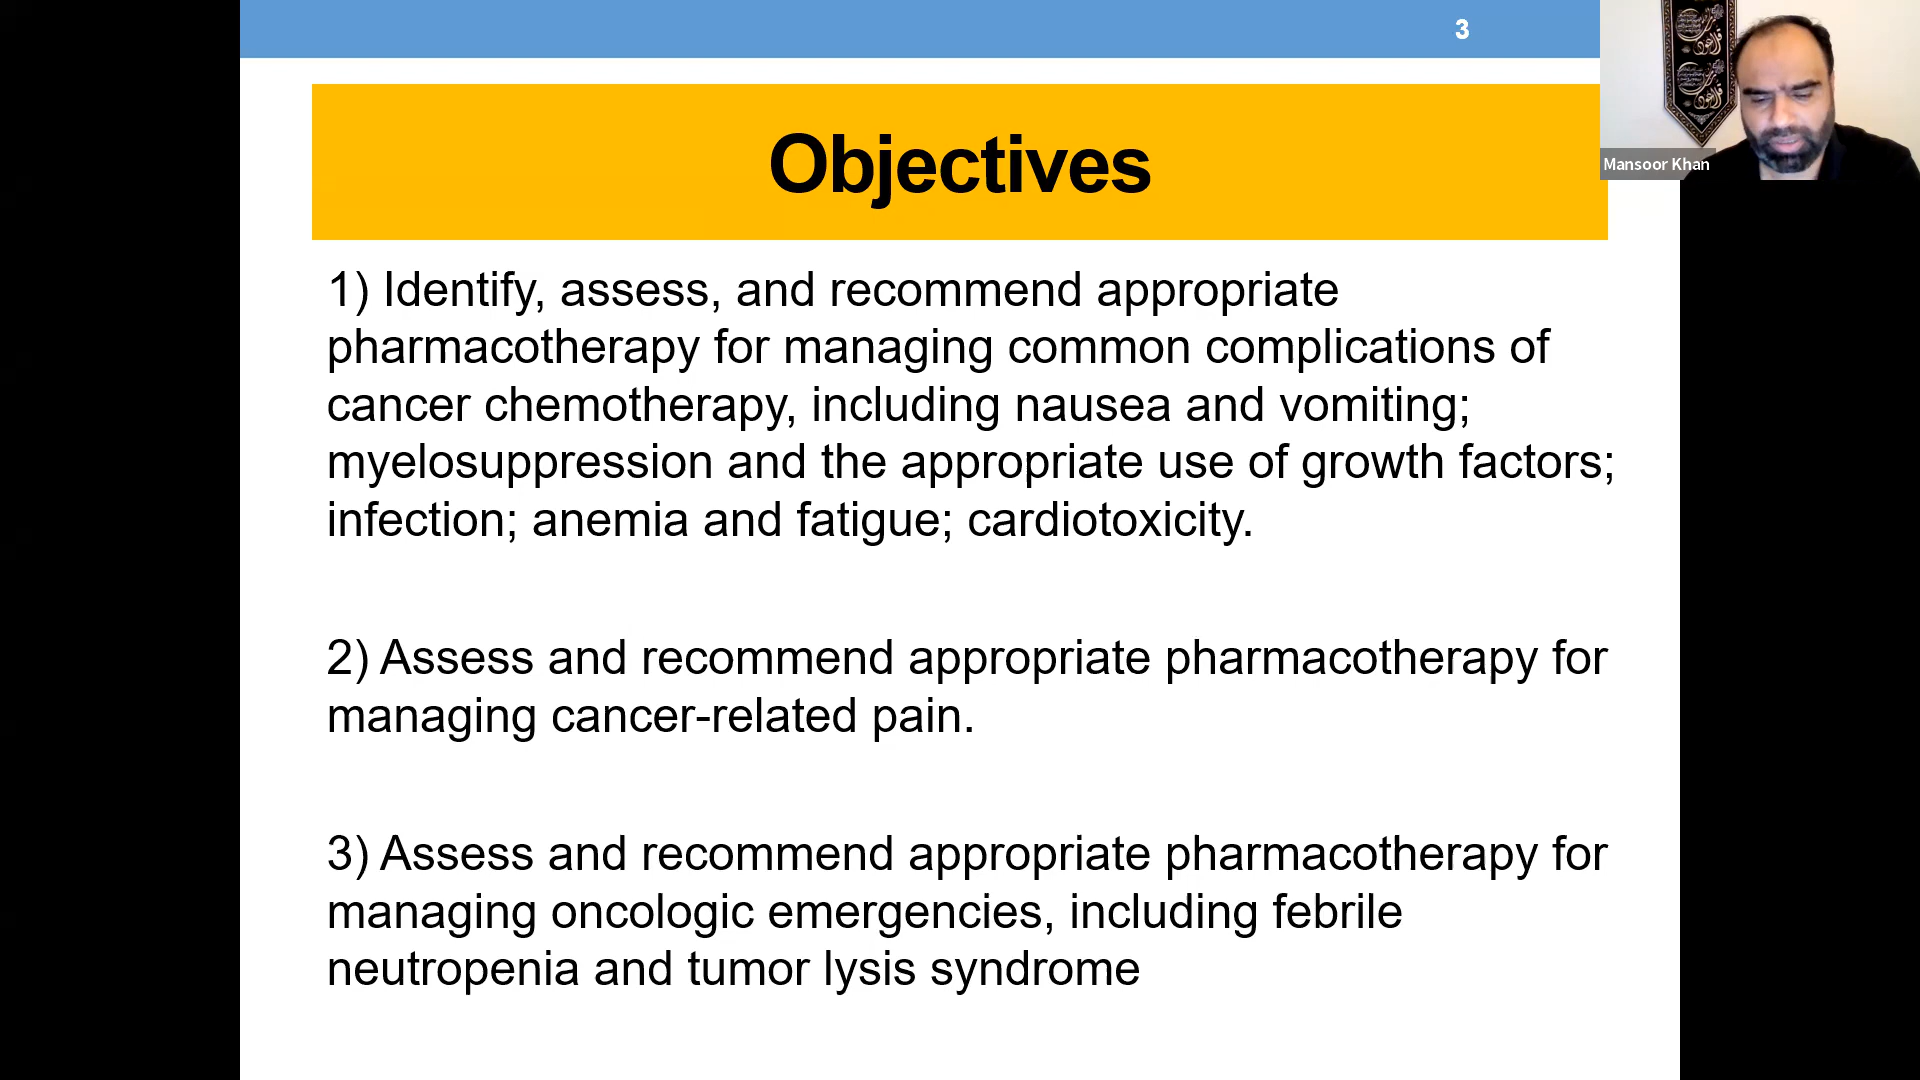 3
Objectives
1) Identify, assess, and recommend appropriate
pharmacotherapy for managing common complications of
cancer chemotherapy, including nausea and vomiting;
myelosuppression and the appropriate use of growth factors;
infection; anemia and fatigue; cardiotoxicity.
2) Assess and recommend appropriate pharmacotherapy for
managing cancer-related pain.
3) Assess and recommend appropriate pharmacotherapy for
managing oncologic emergencies, including febrile
neutropenia and tumor lysis syndrome
Mansoor Khan